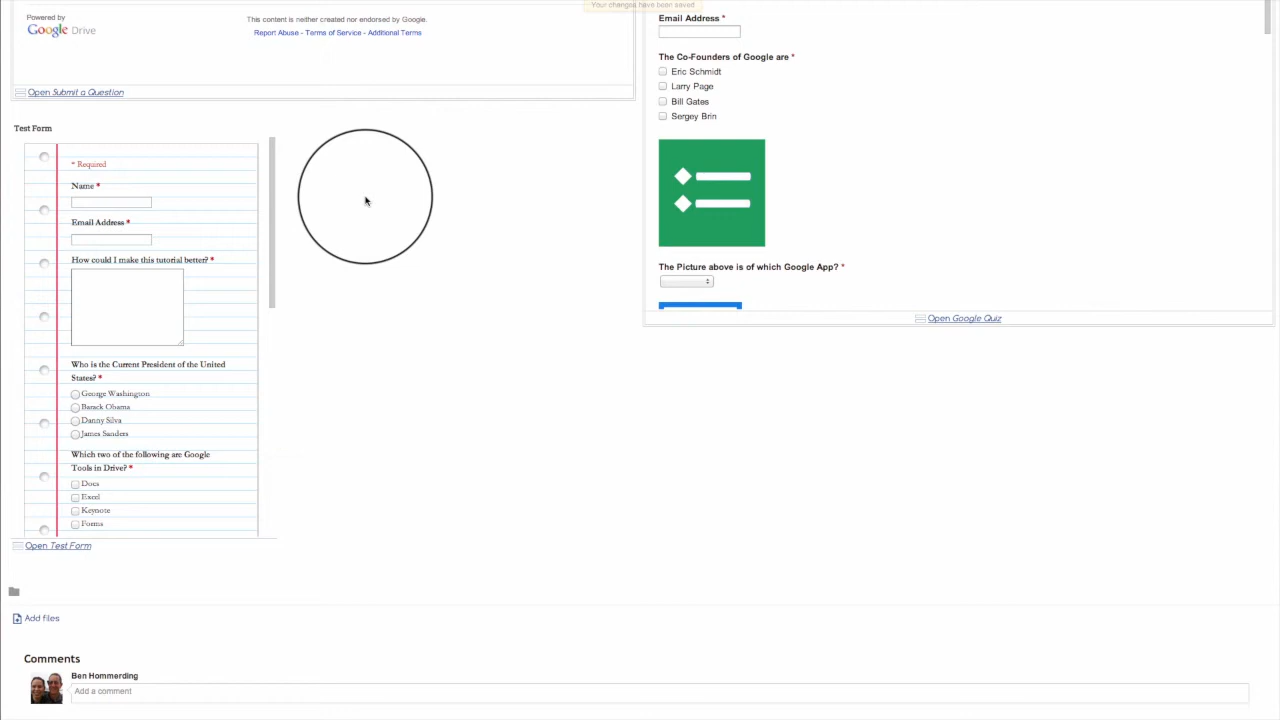 Your changes have been saved
Powered by
Google Drive
This content is neither created nor endorsed by Google.
Report Abuse - Terms of Service - Additional Terms
Open Submit a Question
Test Form
* Required
Name *
Email Address *
How could I make this tutorial better? *
Who is the Current President of the United
States? *
George Washington
Barack Obama
Danny Silva
James Sanders
Which two of the following are Google
Tools in Drive? *
Docs
Excel
Keynote
Forms
Open Test Form
Email Address *
The Co-Founders of Google are *
Eric Schmidt
Larry Page
Bill Gates
Sergey Brin
The Picture above is of which Google App? *
Open Google Quiz
Add files
Comments
Ben Hommerding
Add a comment